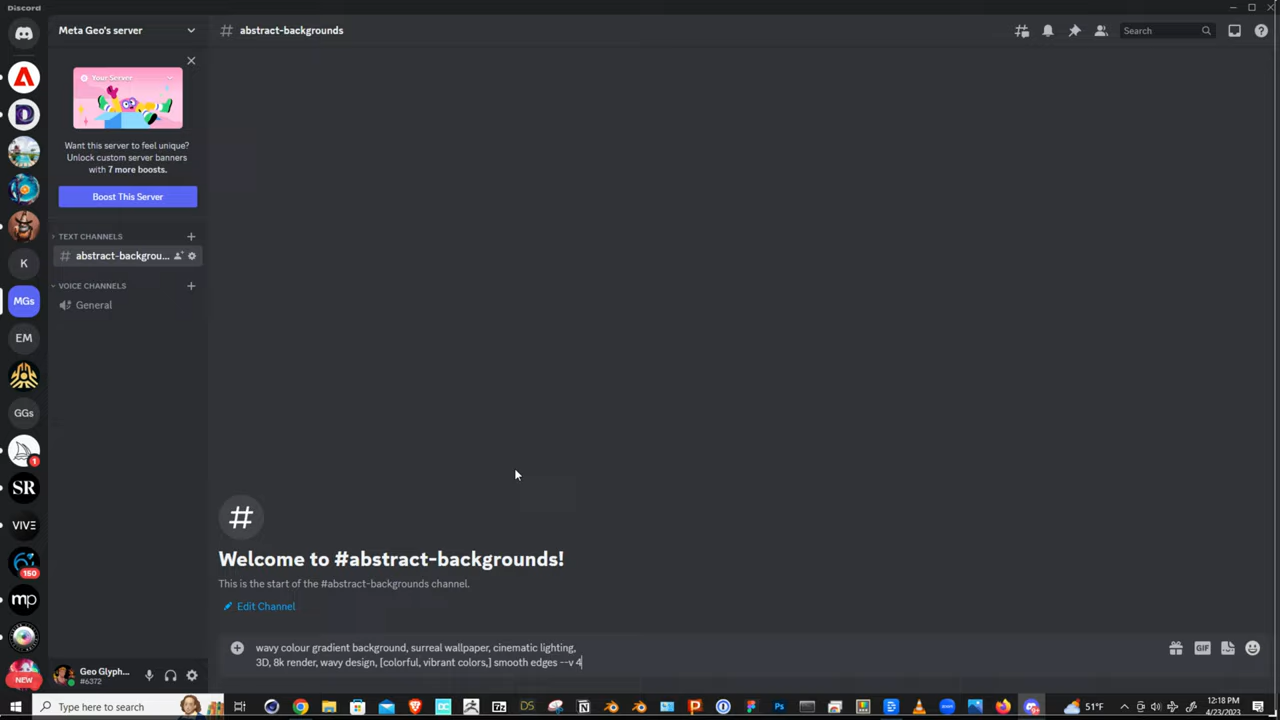 Discord
Meta Geo's server
abstract-backgrounds
Search
Your Server
Want this server to feel unique?
Unlock custom server banners
with 7 more boosts.
Boost This Server
TEXT CHANNELS
abstract-backgrou...
K
VOICE CHANNELS
MGs
General
EM
GGs
1
SR
VIVE
150
mp
NEW
Welcome to #abstract-backgrounds!
This is the start of the #abstract-backgrounds channel.
Edit Channel
wavy colour gradient background, surreal wallpaper, cinematic lighting,
3D, 8k render, wavy design, [colorful, vibrant colors,] smooth edges --v 4
GIF
Geo Glyph...
#6372
Type here to search
51°F
12:18 PM
4/23/2023